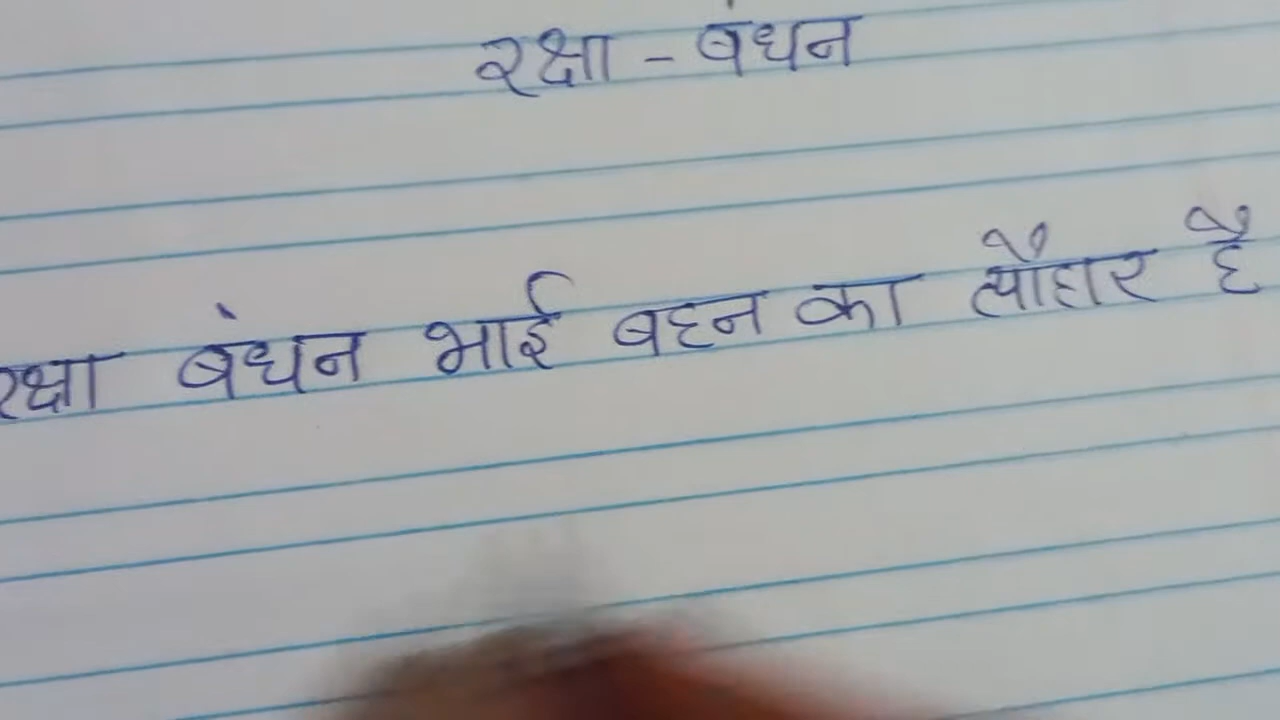 रक्षा - बंधन
रक्षा बंधन भाई बहन का त्यौहार है